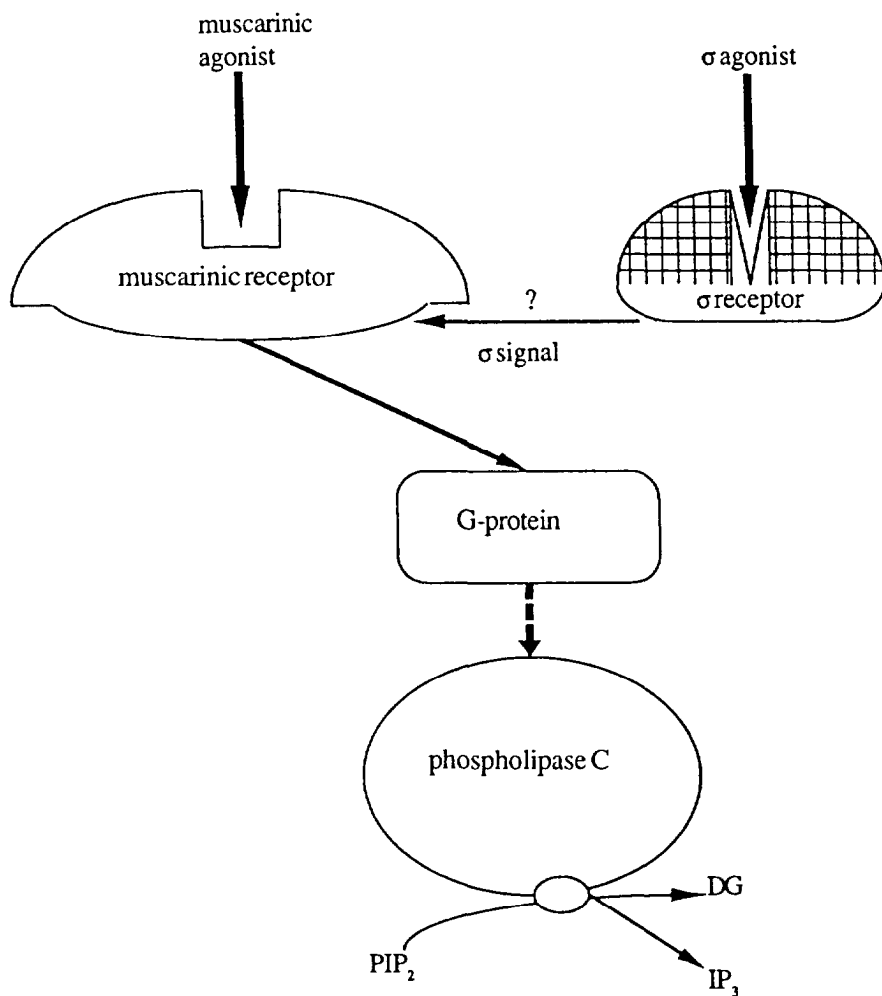 muscarinic
agonist
σ agonist
muscarinic receptor
σ receptor
?
σ signal
G-protein
phospholipase C
DG
PIP₂
IP₃